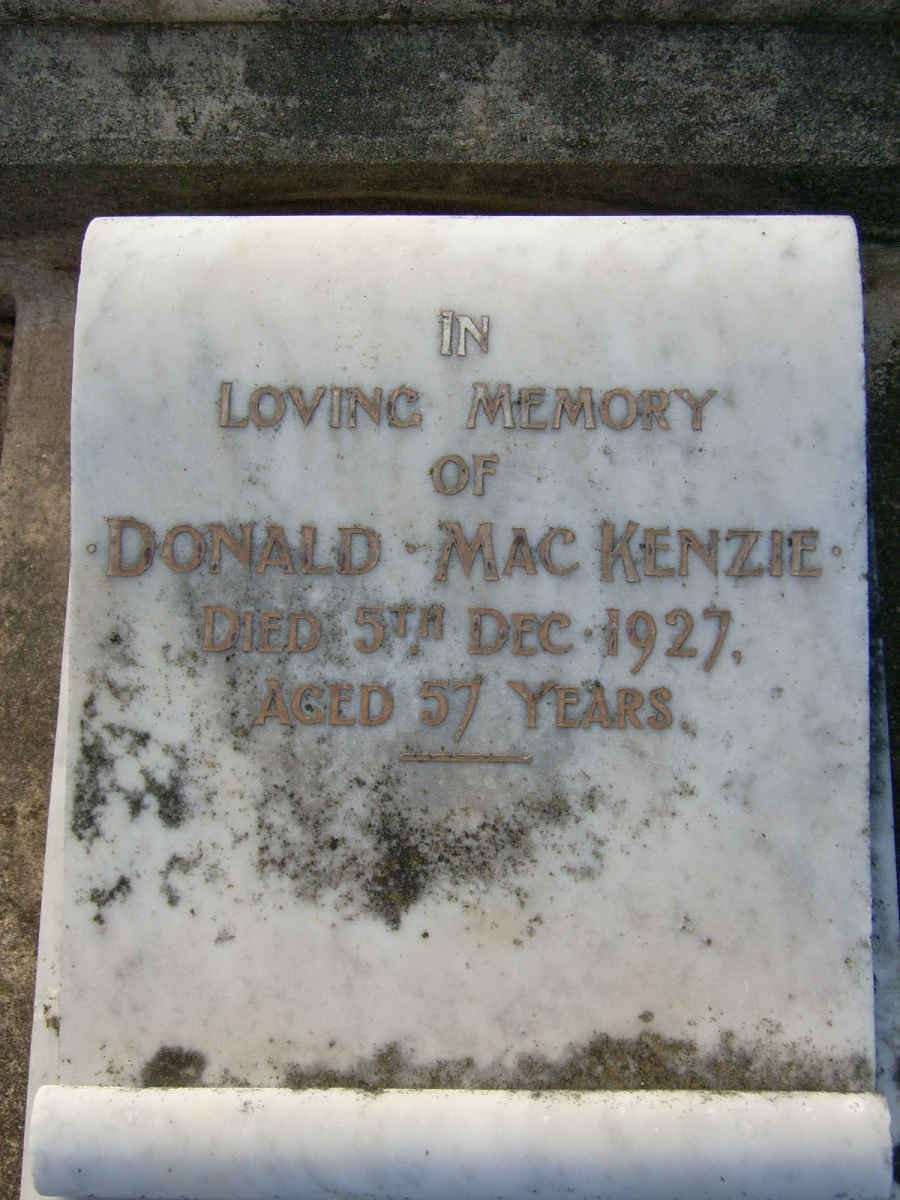 IN
LOVING MEMORY
OF
· DONALD · MAC KENZIE ·
DIED 5TH DEC · 1927,
AGED 57 YEARS.